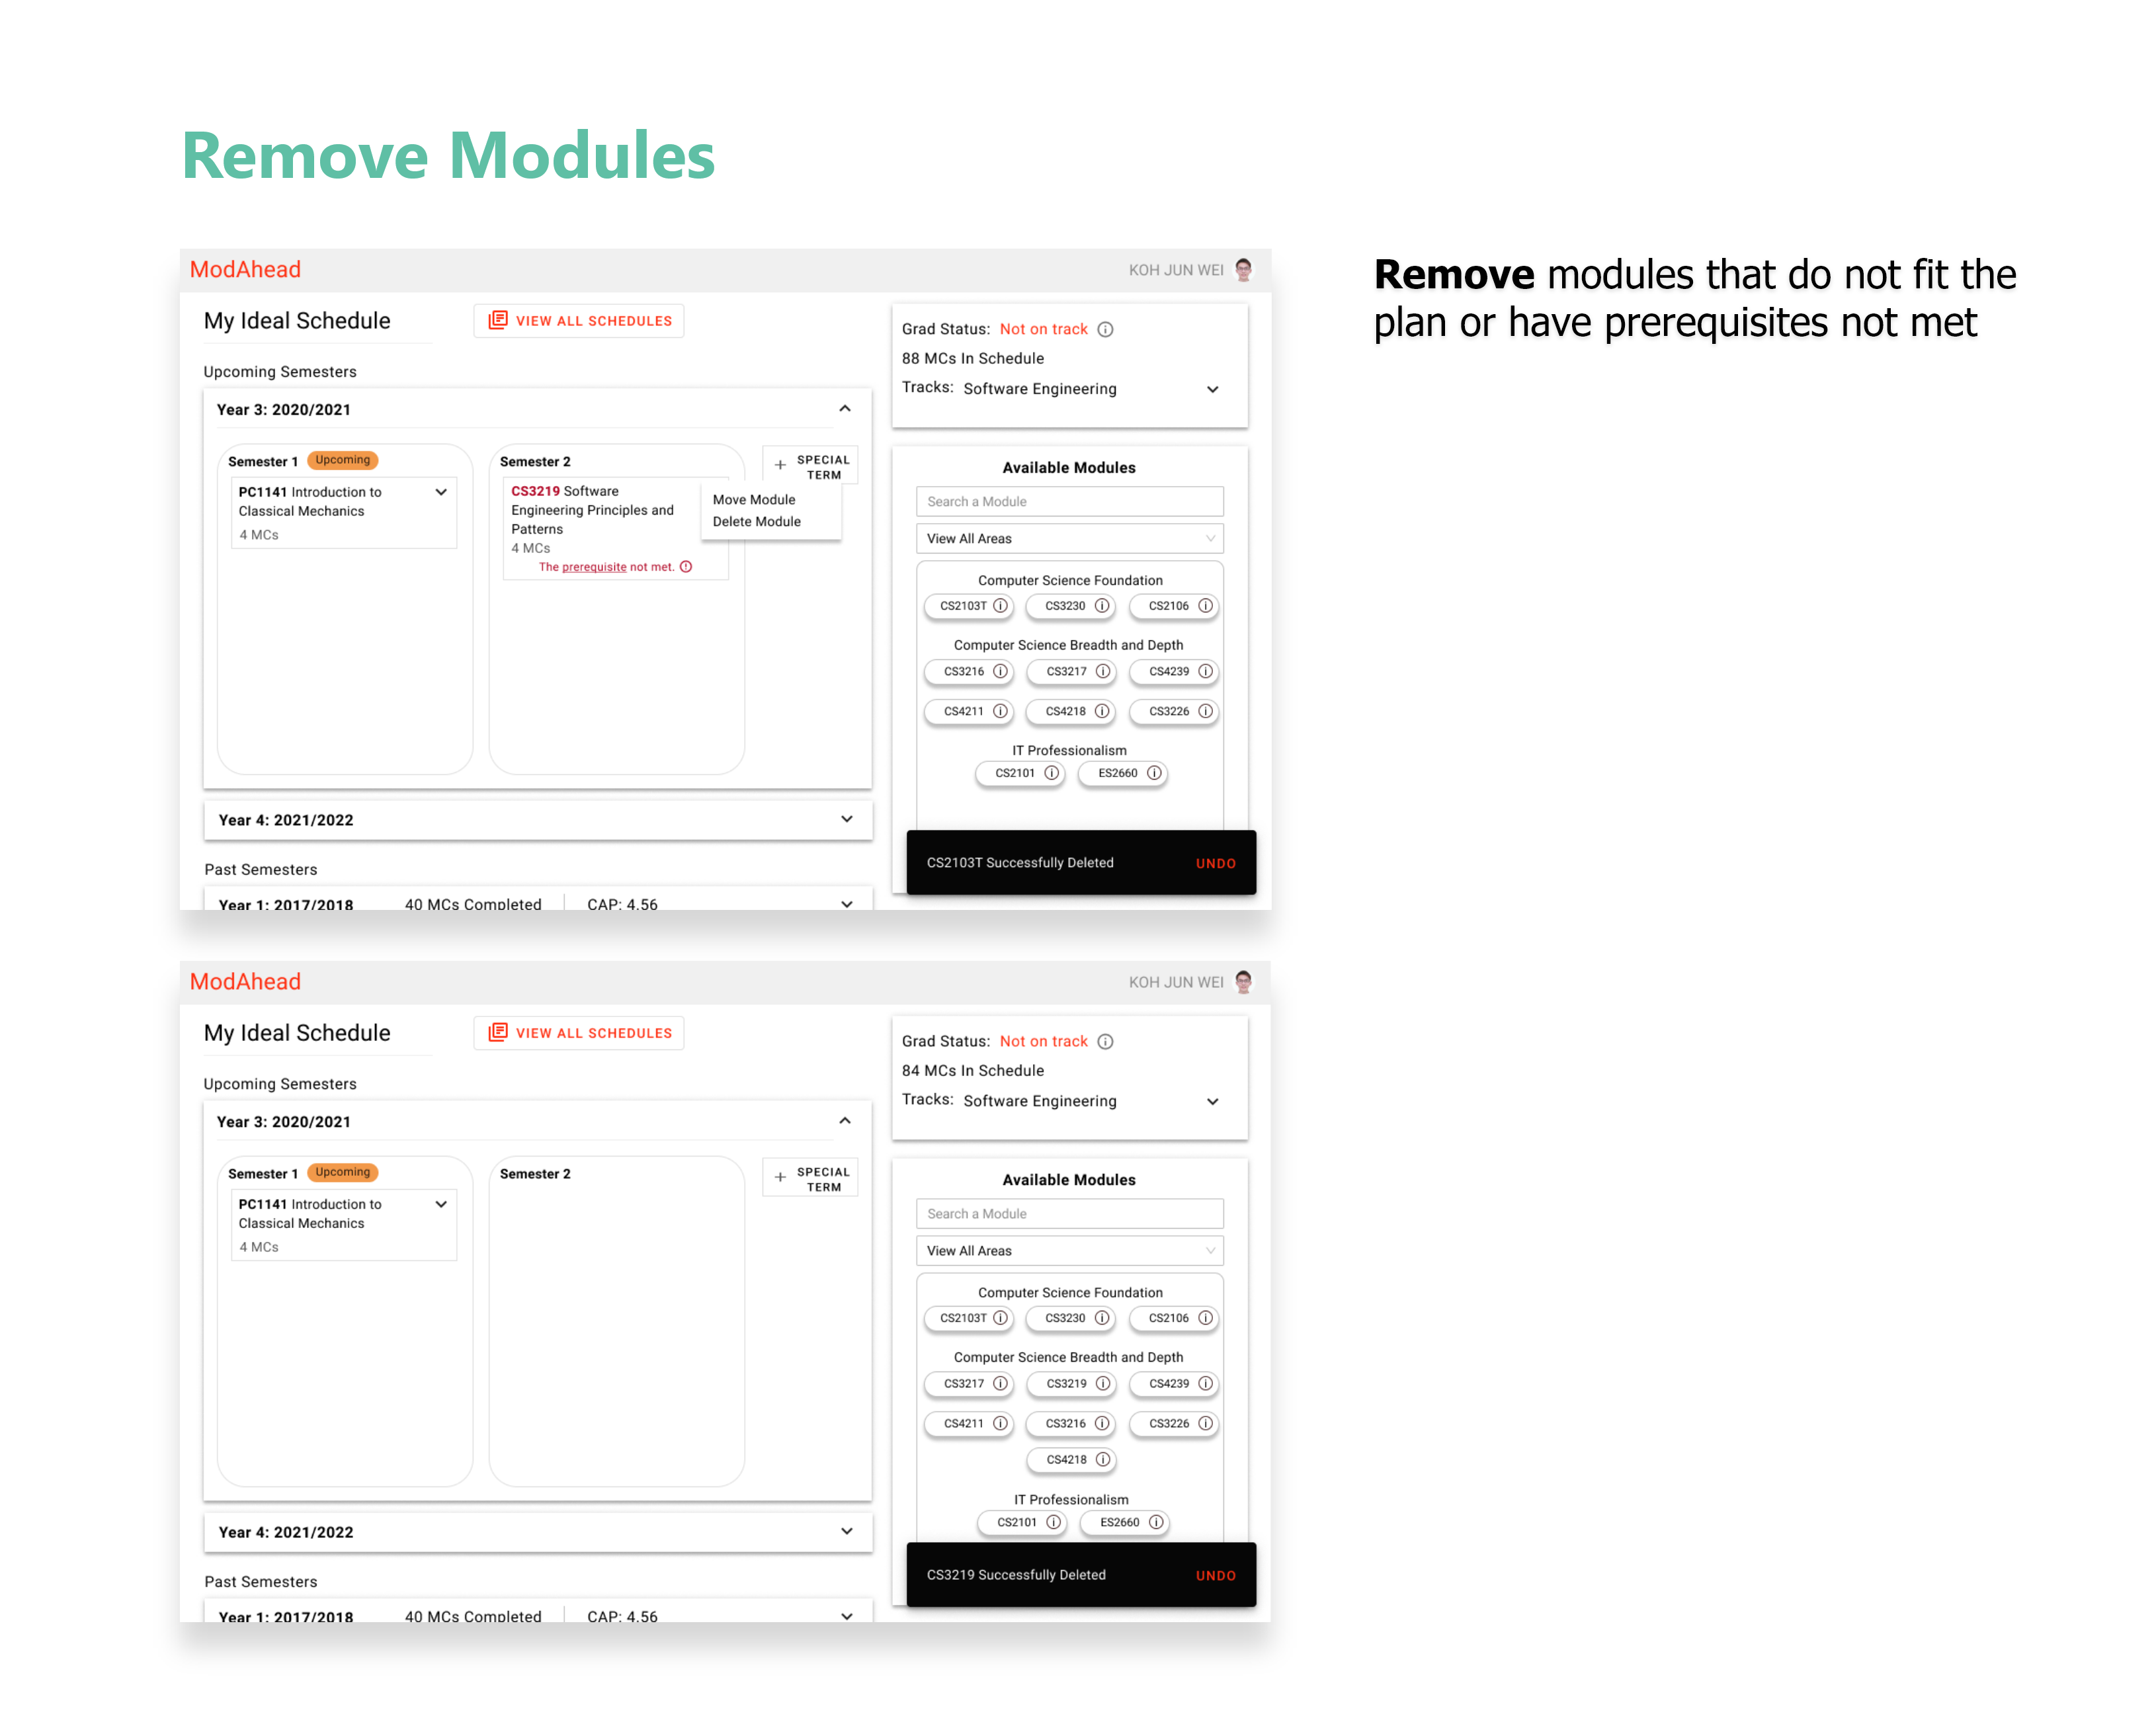 Remove Modules
ModAhead
KOH JUN WEI
My Ideal Schedule
VIEW ALL SCHEDULES
Upcoming Semesters
Year 3: 2020/2021
Semester 1 Upcoming
PC1141 Introduction to
Classical Mechanics
4 MCs
Semester 2
CS3219 Software
Engineering Principles and
Patterns
4 MCs
The prerequisite not met.
+ SPECIAL
TERM
Move Module
Delete Module
Year 4: 2021/2022
Past Semesters
Year 1: 2017/2018 40 MCs Completed CAP: 4.56
Grad Status: Not on track
88 MCs In Schedule
Tracks: Software Engineering
Available Modules
Search a Module
View All Areas
Computer Science Foundation
CS2103T CS3230 CS2106
Computer Science Breadth and Depth
CS3216 CS3217 CS4239
CS4211 CS4218 CS3226
IT Professionalism
CS2101 ES2660
CS2103T Successfully Deleted UNDO
Remove modules that do not fit the
plan or have prerequisites not met
ModAhead
KOH JUN WEI
My Ideal Schedule
VIEW ALL SCHEDULES
Upcoming Semesters
Year 3: 2020/2021
Semester 1 Upcoming
PC1141 Introduction to
Classical Mechanics
4 MCs
Semester 2
+ SPECIAL
TERM
Year 4: 2021/2022
Past Semesters
Year 1: 2017/2018 40 MCs Completed CAP: 4.56
Grad Status: Not on track
84 MCs In Schedule
Tracks: Software Engineering
Available Modules
Search a Module
View All Areas
Computer Science Foundation
CS2103T CS3230 CS2106
Computer Science Breadth and Depth
CS3217 CS3219 CS4239
CS4211 CS3216 CS3226
CS4218
IT Professionalism
CS2101 ES2660
CS3219 Successfully Deleted UNDO